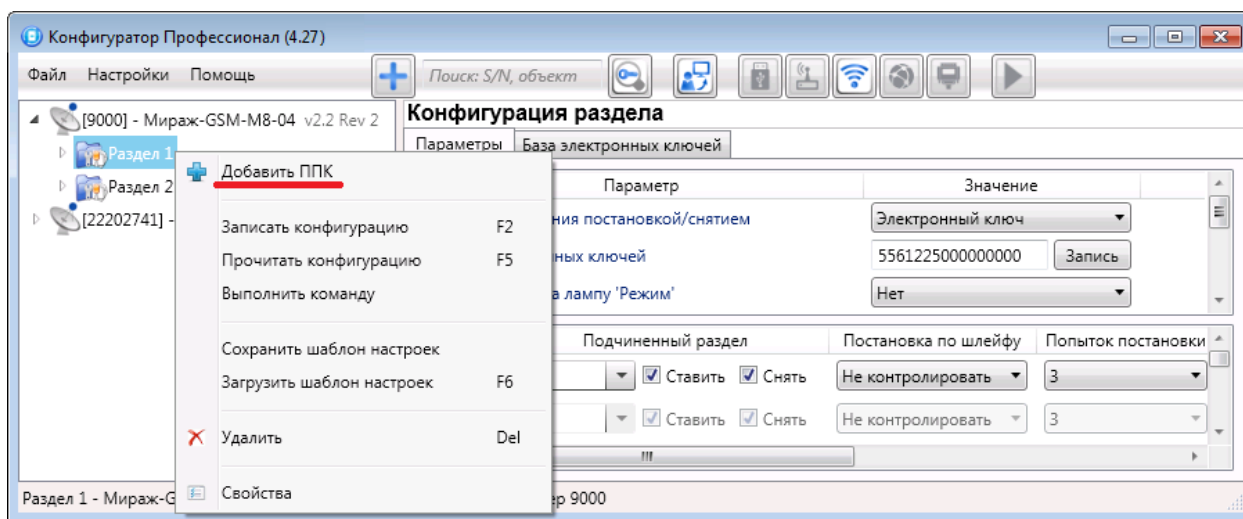 Конфигуратор Профессионал (4.27)
Файл Настройки Помощь Поиск: S/N, объект
[9000] - Мираж-GSM-M8-04 v2.2 Rev 2
Раздел 1
Раздел 2
[22202741] -
Конфигурация раздела
Параметры База электронных ключей
Параметр Значение
ния постановкой/снятием Электронный ключ
ных ключей 5561225000000000 Запись
а лампу 'Режим' Нет
Подчиненный раздел Постановка по шлейфу Попыток постановки
Ставить Снять Не контролировать 3
Ставить Снять Не контролировать 3
Добавить ППК
Записать конфигурацию F2
Прочитать конфигурацию F5
Выполнить команду
Сохранить шаблон настроек
Загрузить шаблон настроек F6
Удалить Del
Свойства
Раздел 1 - Мираж-G ер 9000